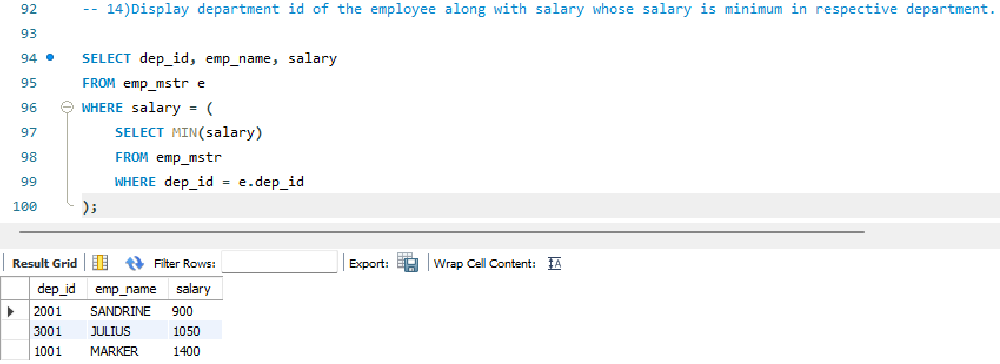 92 -- 14)Display department id of the employee along with salary whose salary is minimum in respective department.
93
94 SELECT dep_id, emp_name, salary
95 FROM emp_mstr e
96 WHERE salary = (
97 SELECT MIN(salary)
98 FROM emp_mstr
99 WHERE dep_id = e.dep_id
100 );
Result Grid Filter Rows: Export: Wrap Cell Content: IA
dep_id emp_name salary
2001 SANDRINE 900
3001 JULIUS 1050
1001 MARKER 1400